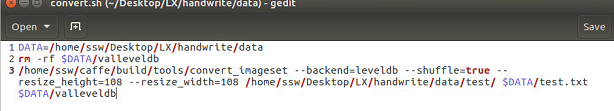 convert.sh (~/Desktop/LX/handwrite/data) - gedit
Open Save
1 DATA=/home/ssw/Desktop/LX/handwrite/data
2 rm -rf $DATA/valleveldb
3 /home/ssw/caffe/build/tools/convert_imageset --backend=leveldb --shuffle=true --
resize_height=108 --resize_width=108 /home/ssw/Desktop/LX/handwrite/data/test/ $DATA/test.txt
$DATA/valleveldb